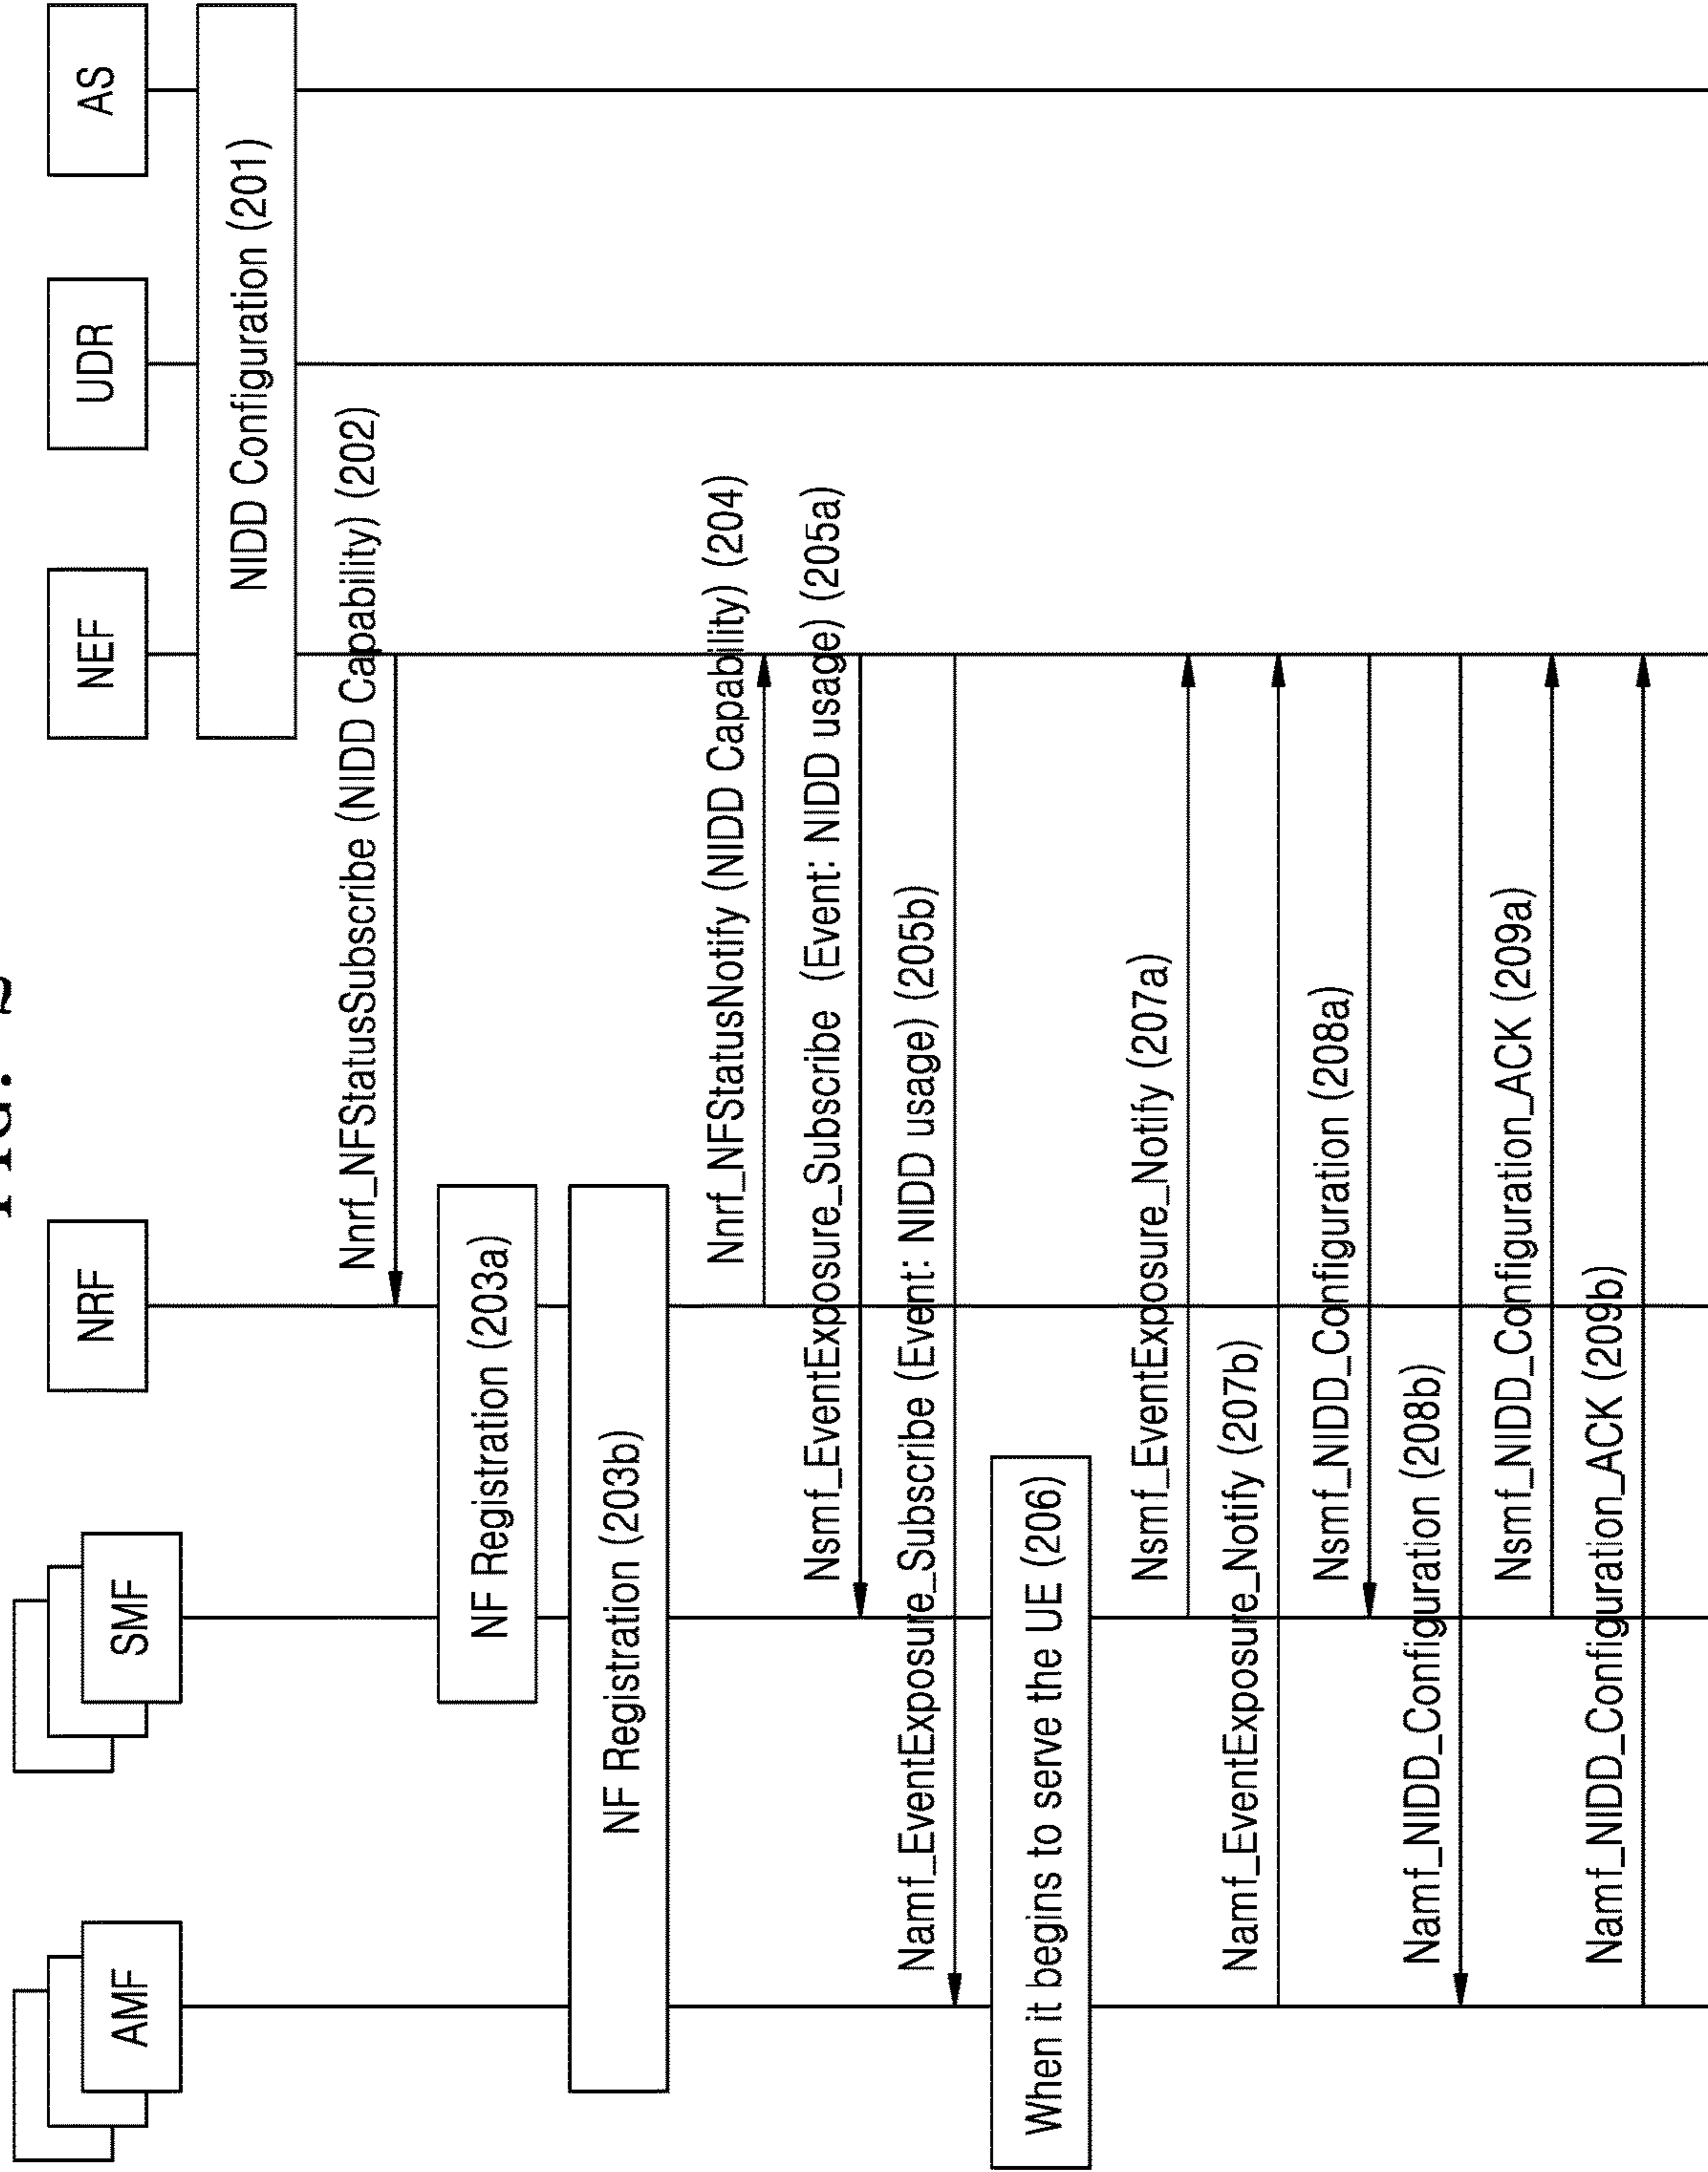 FIG. 2
AMF
SMF
NRF
NEF
UDR
AS
NIDD Configuration (201)
Nnrf_NFStatusSubscribe (NIDD Capability) (202)
NF Registration (203a)
NF Registration (203b)
Nnrf_NFStatusNotify (NIDD Capability) (204)
Nsmf_EventExposure_Subscribe (Event: NIDD usage) (205a)
Namf_EventExposure_Subscribe (Event: NIDD usage) (205b)
When it begins to serve the UE (206)
Nsmf_EventExposure_Notify (207a)
Namf_EventExposure_Notify (207b)
Nsmf_NIDD_Configuration (208a)
Namf_NIDD_Configuration (208b)
Nsmf_NIDD_Configuration_ACK (209a)
Namf_NIDD_Configuration_ACK (209b)